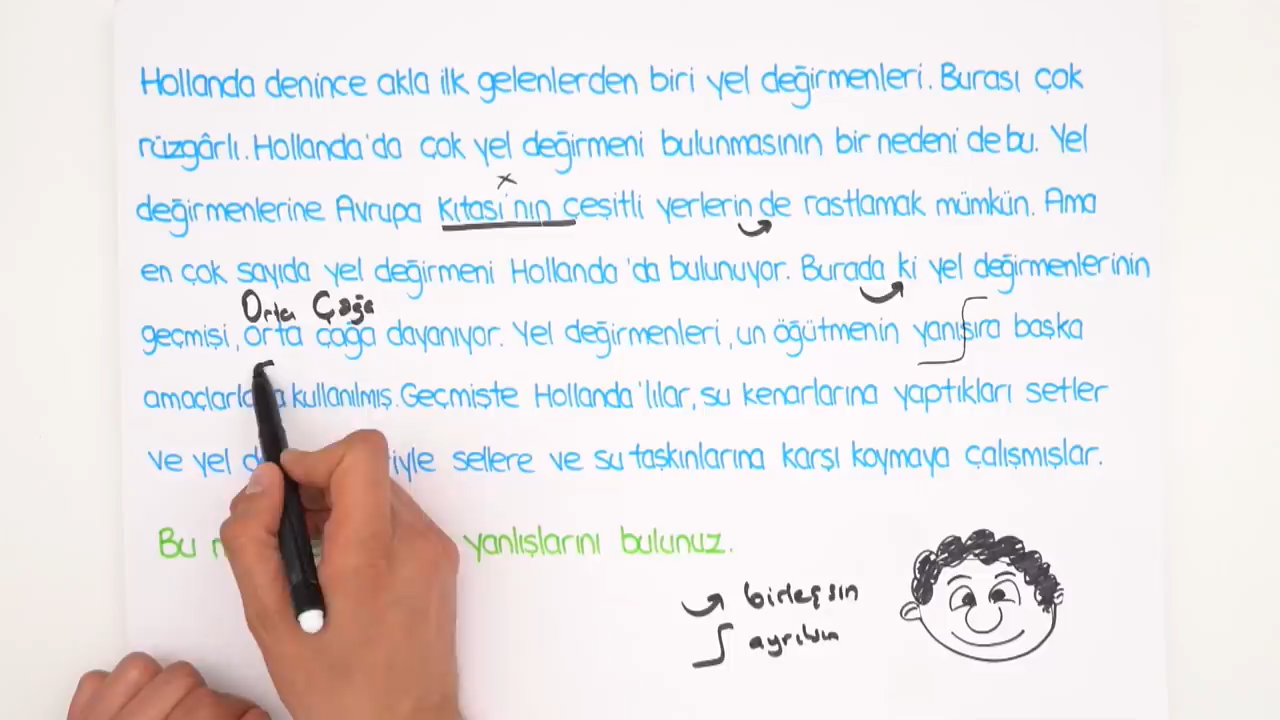 Hollanda denince akla ilk gelenlerden biri yel değirmenleri. Burası çok
rüzgârlı. Hollanda'da çok yel değirmeni bulunmasının bir nedeni de bu. Yel
değirmenlerine Avrupa Kıtası'nın çeşitli yerlerin de rastlamak mümkün. Ama
en çok sayıda yel değirmeni Hollanda'da bulunuyor. Burada ki yel değirmenlerinin
Orta Çağa
geçmişi, orta çağa dayanıyor. Yel değirmenleri, un öğütmenin yanısıra başka
kullanılmış. Geçmişte Hollanda'lılar, su kenarlarına yaptıkları setler
ve yel sellere ve su taşkınlarına karşı koymaya çalışmışlar.
Bu yanlışlarını bulunuz.
birleşsin
ayrılsın